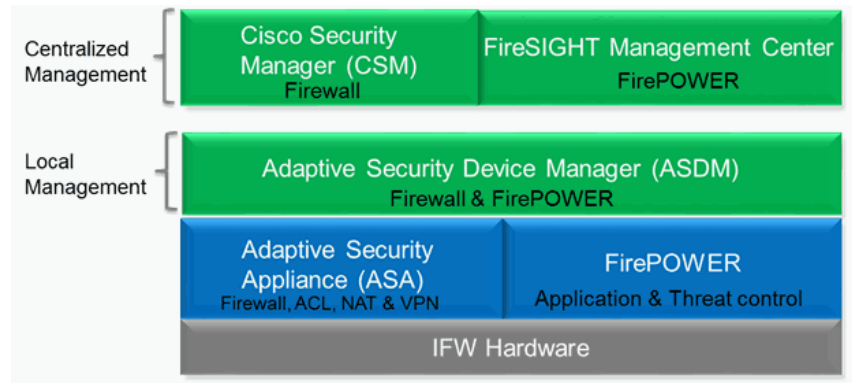 Centralized
Management
Cisco Security
Manager (CSM)
Firewall
FireSIGHT Management Center
FirePOWER
Local
Management
Adaptive Security Device Manager (ASDM)
Firewall & FirePOWER
Adaptive Security
Appliance (ASA)
Firewall, ACL, NAT & VPN
FirePOWER
Application & Threat control
IFW Hardware